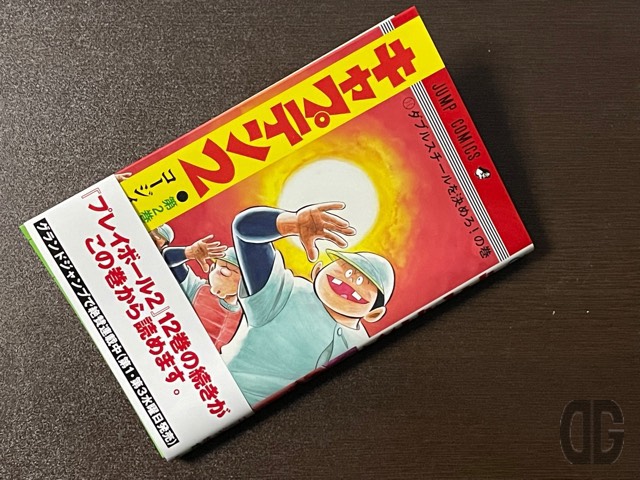 JUMP COMICS
②ダブルスチールを決めろ!の巻
キャプテン2
●第2巻
コージィ
『プレイボール2』12巻の続きが
この巻から読めます。
グランドジャンプで絶賛連載中(第1・第3水曜日発売)
DG